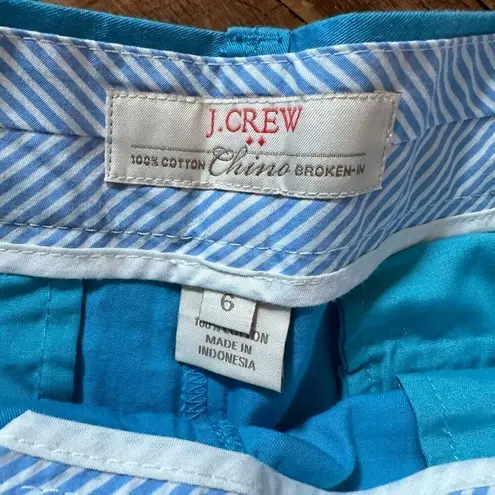 J.CREW
100% COTTON Chino BROKEN-IN
6
100% COTTON
MADE IN
INDONESIA